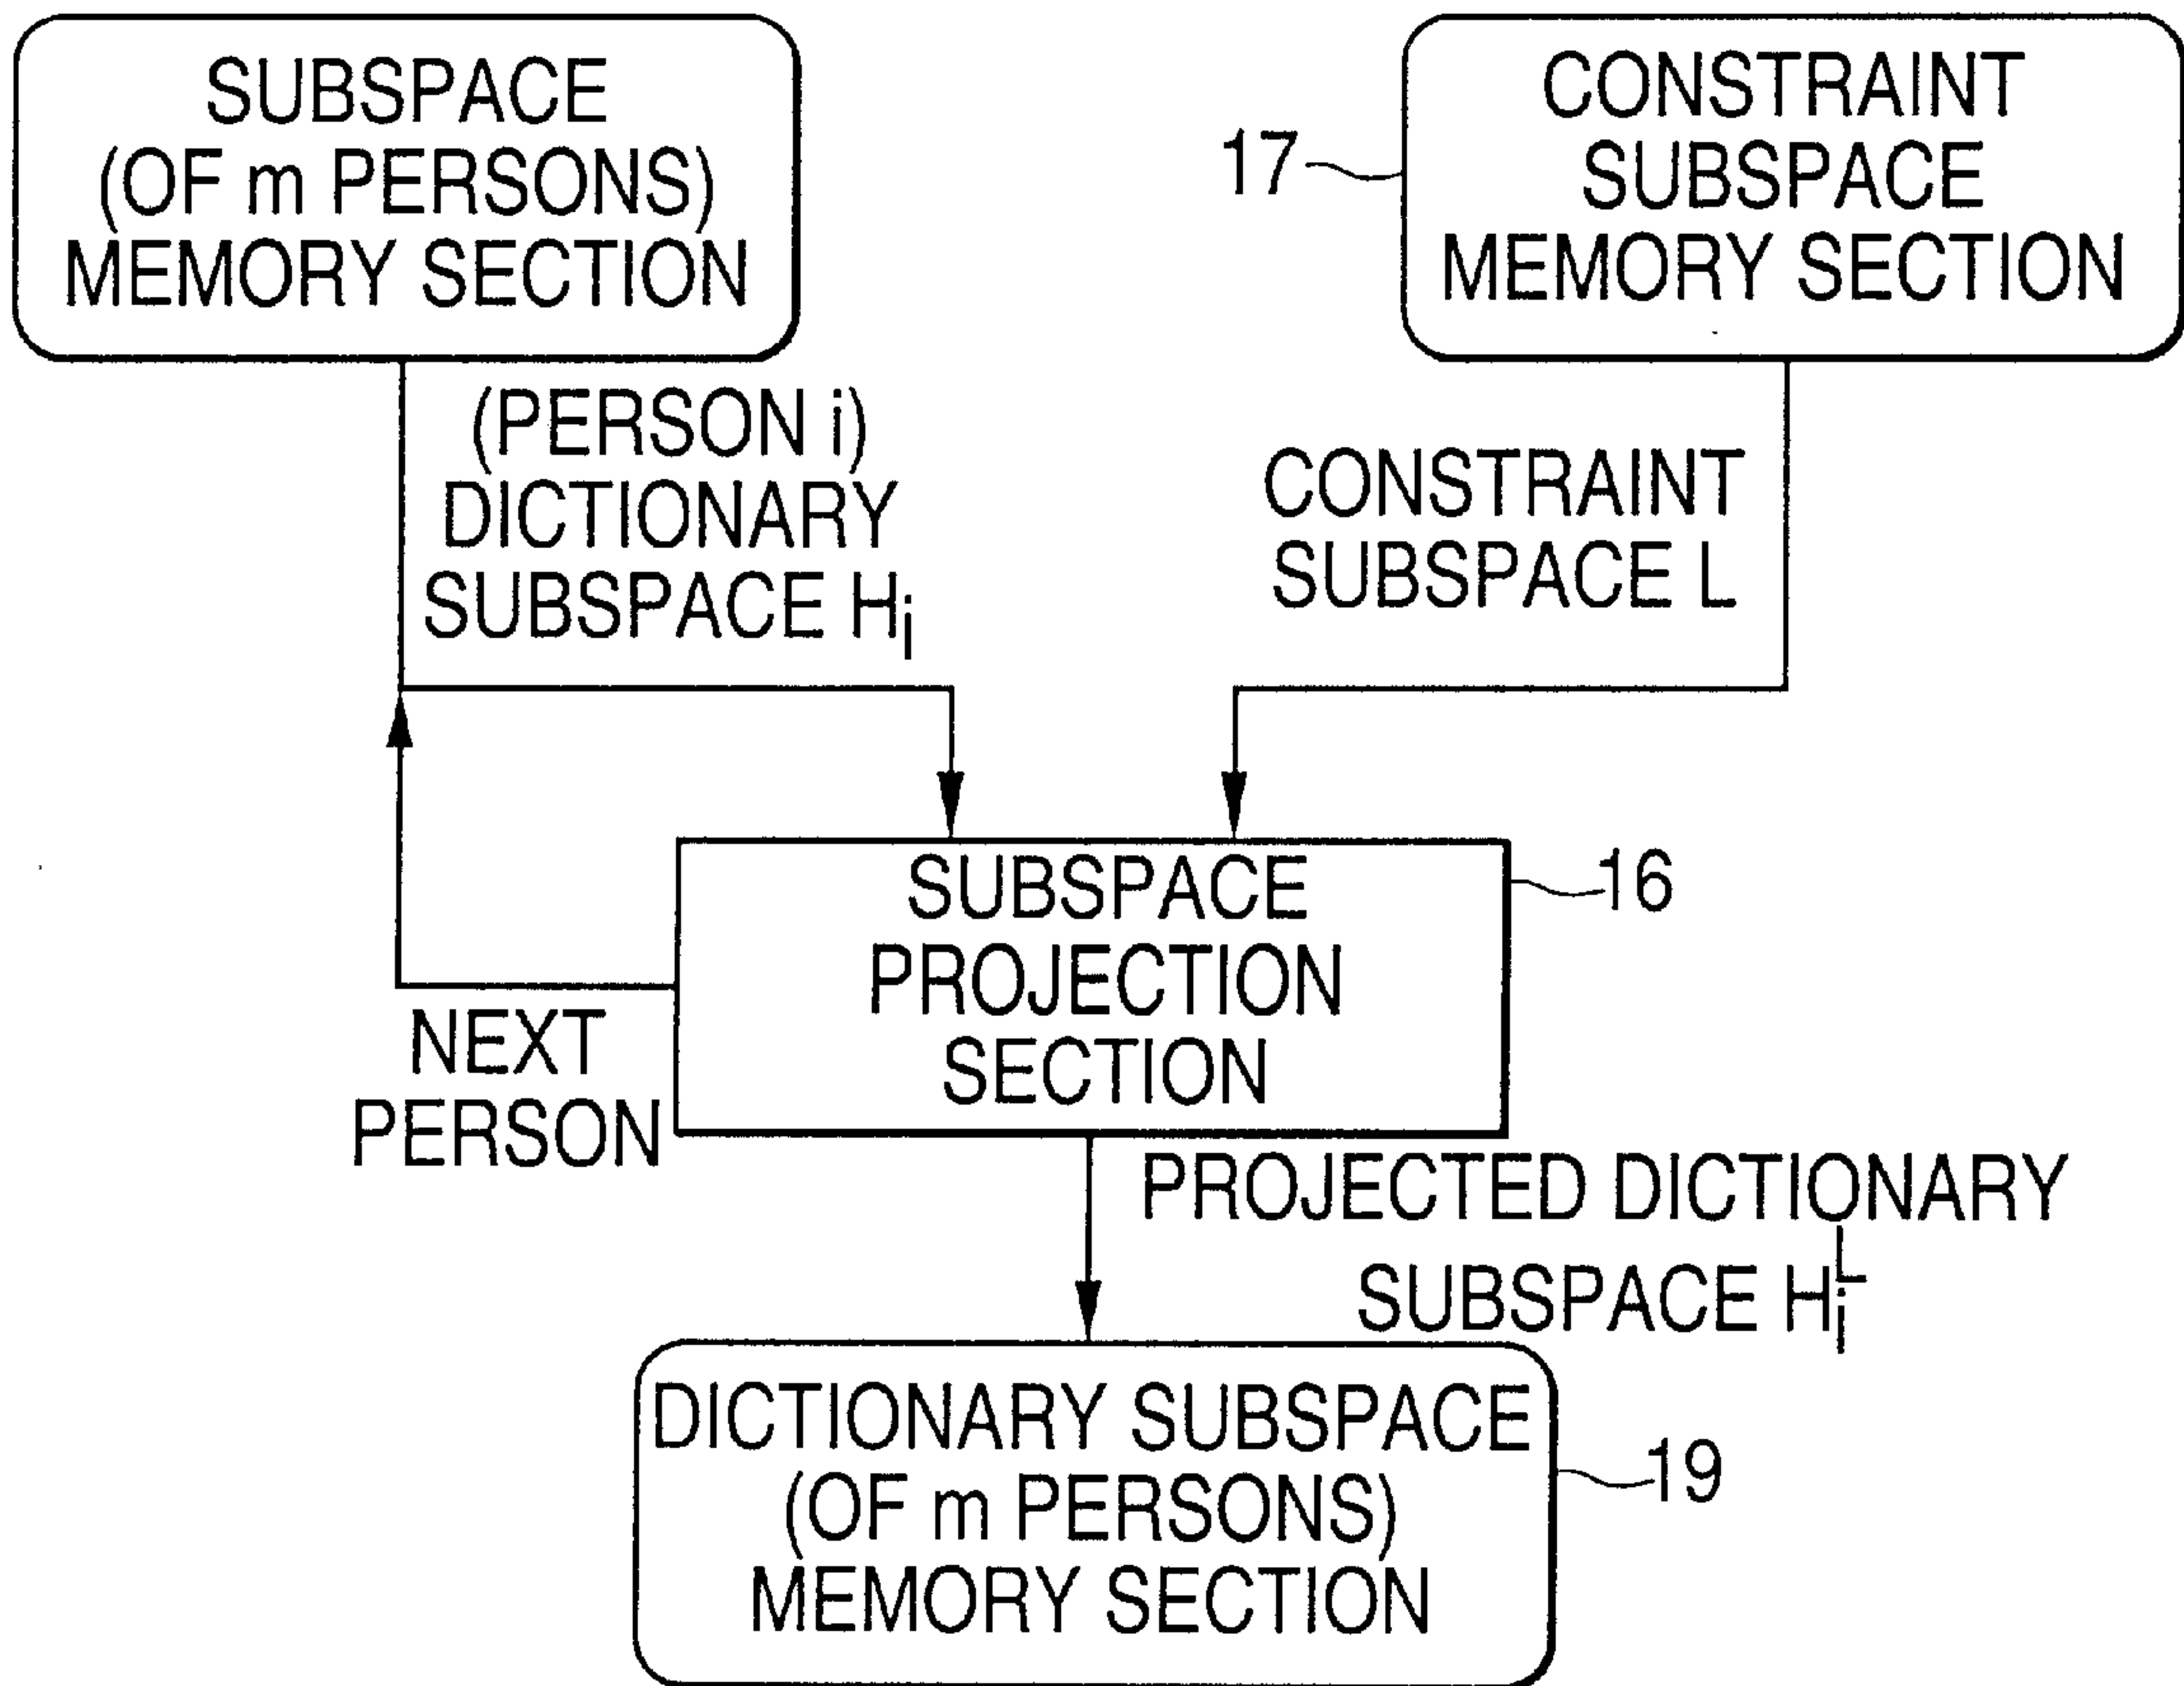 SUBSPACE
(OF m PERSONS)
MEMORY SECTION
17
CONSTRAINT
SUBSPACE
MEMORY SECTION
(PERSON i)
DICTIONARY
SUBSPACE Hi
CONSTRAINT
SUBSPACE L
SUBSPACE
PROJECTION
SECTION
16
NEXT
PERSON
PROJECTED DICTIONARY
SUBSPACE HiL
DICTIONARY SUBSPACE
(OF m PERSONS)
MEMORY SECTION
19